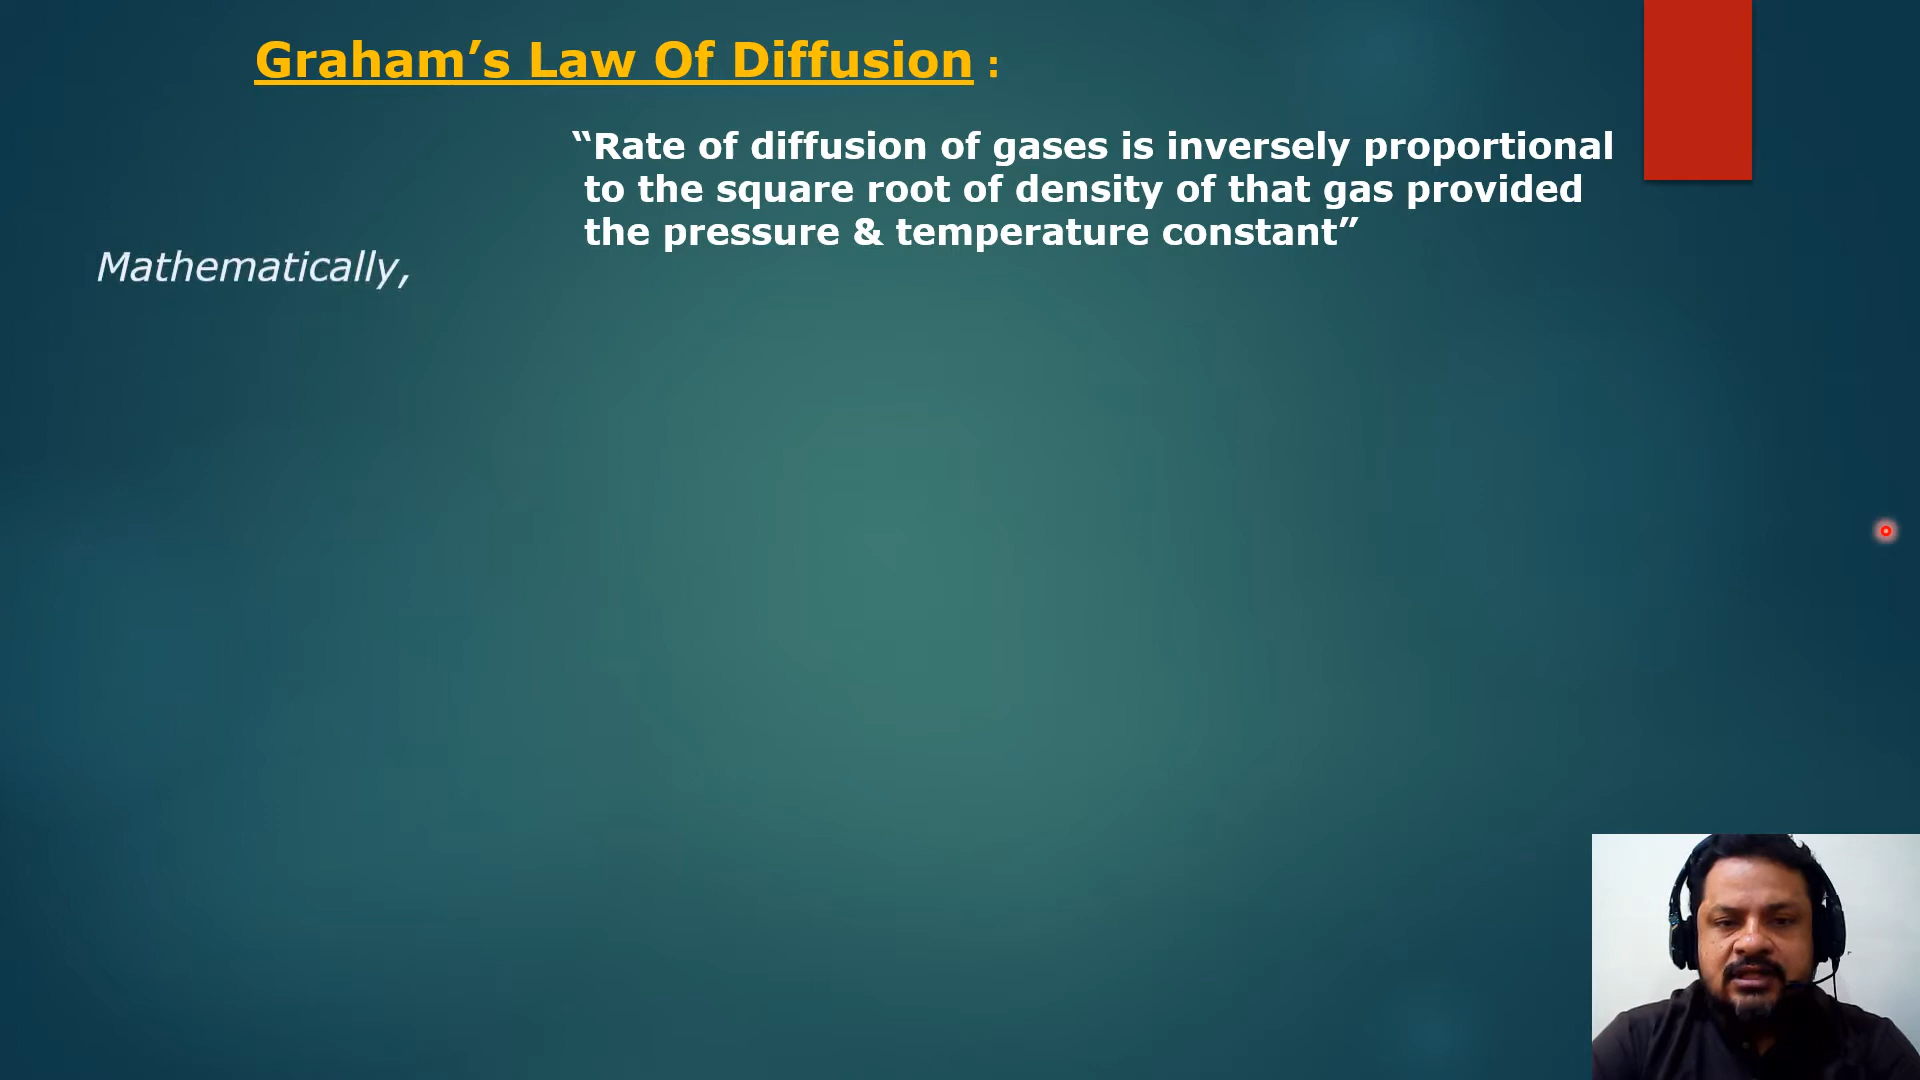 Graham’s Law Of Diffusion :
“Rate of diffusion of gases is inversely proportional
to the square root of density of that gas provided
the pressure & temperature constant”
Mathematically,